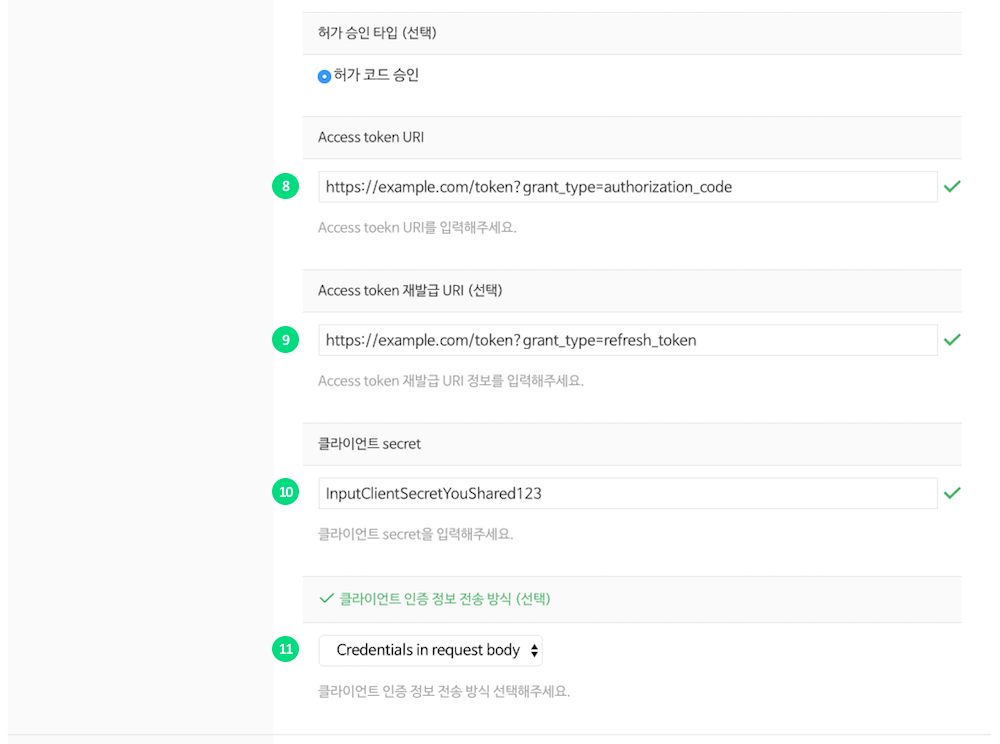 허가 승인 타입 (선택)
허가 코드 승인
Access token URI
8 https://example.com/token?grant_type=authorization_code
Access toekn URI를 입력해주세요.
Access token 재발급 URI (선택)
9 https://example.com/token?grant_type=refresh_token
Access token 재발급 URI 정보를 입력해주세요.
클라이언트 secret
10 InputClientSecretYouShared123
클라이언트 secret을 입력해주세요.
클라이언트 인증 정보 전송 방식 (선택)
11 Credentials in request body
클라이언트 인증 정보 전송 방식 선택해주세요.